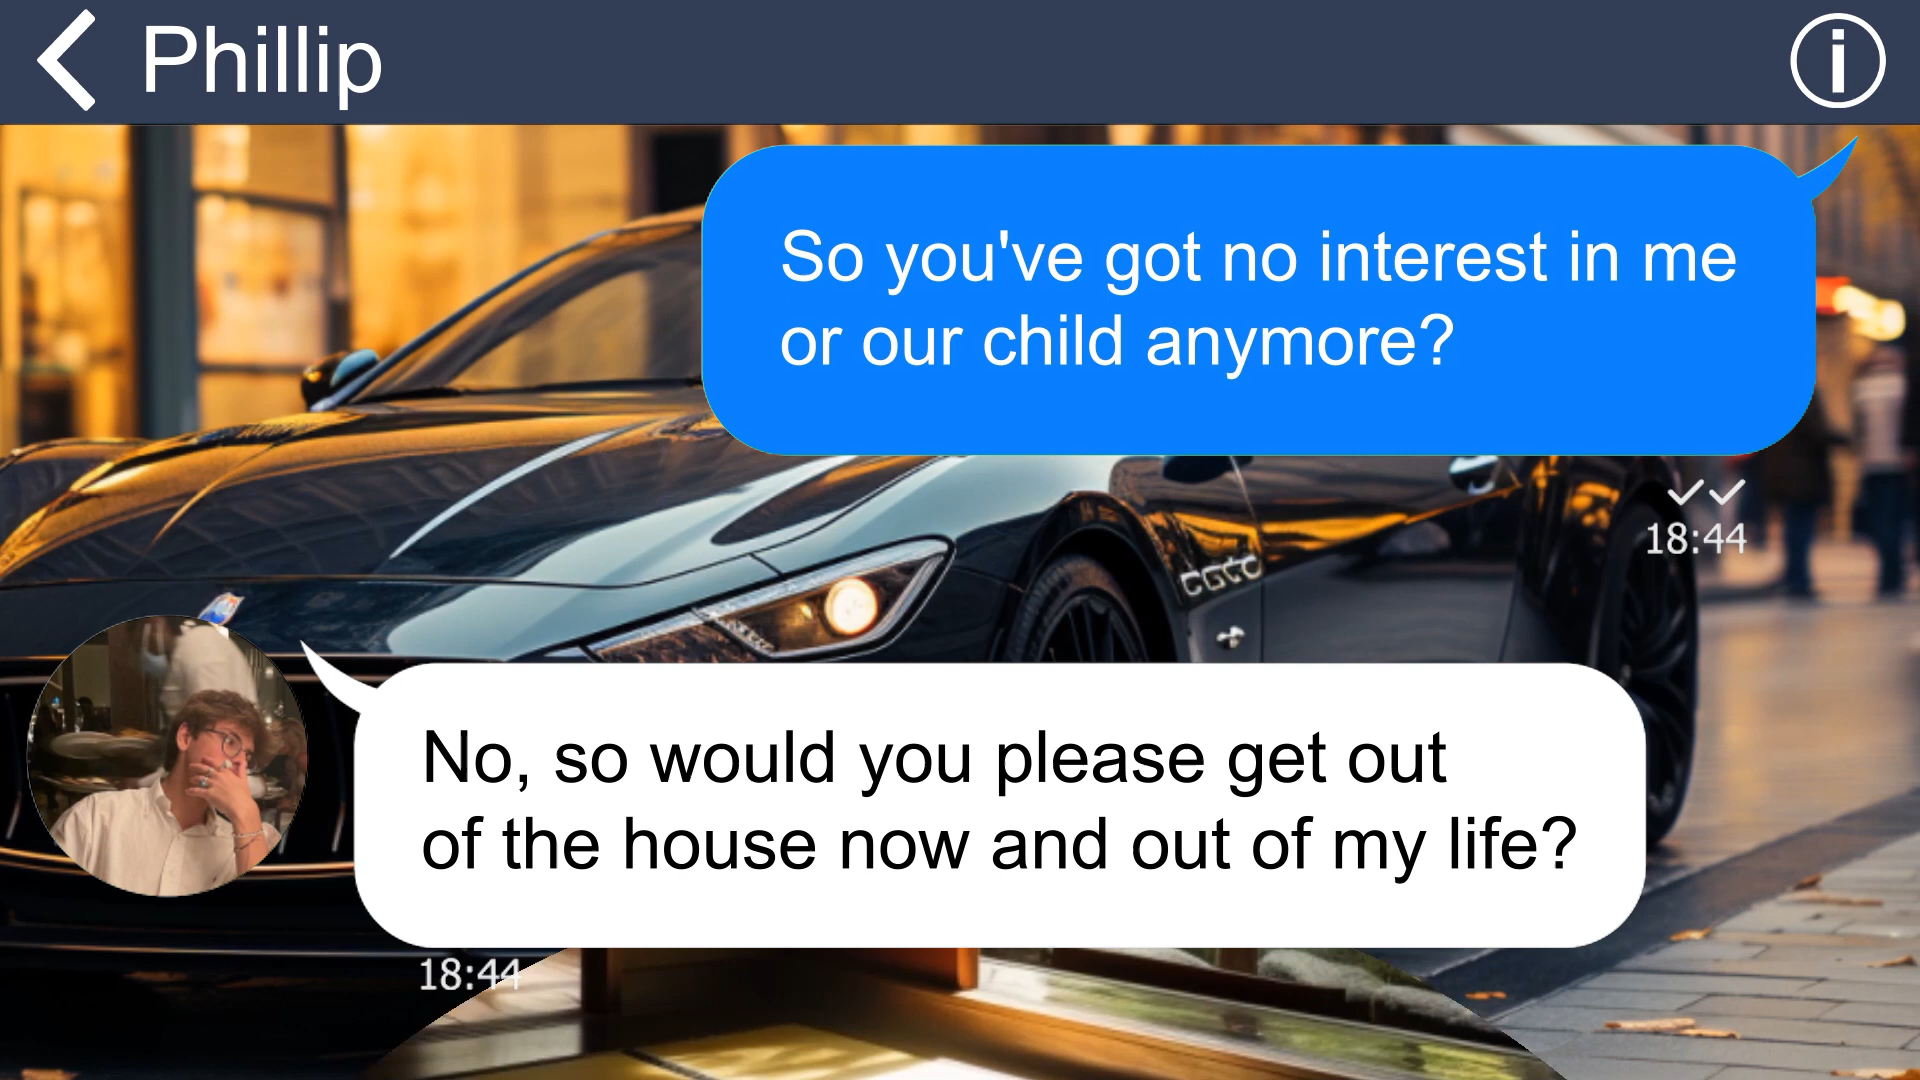 Phillip
So you've got no interest in me
or our child anymore?
18:44
No, so would you please get out
of the house now and out of my life?
18:44